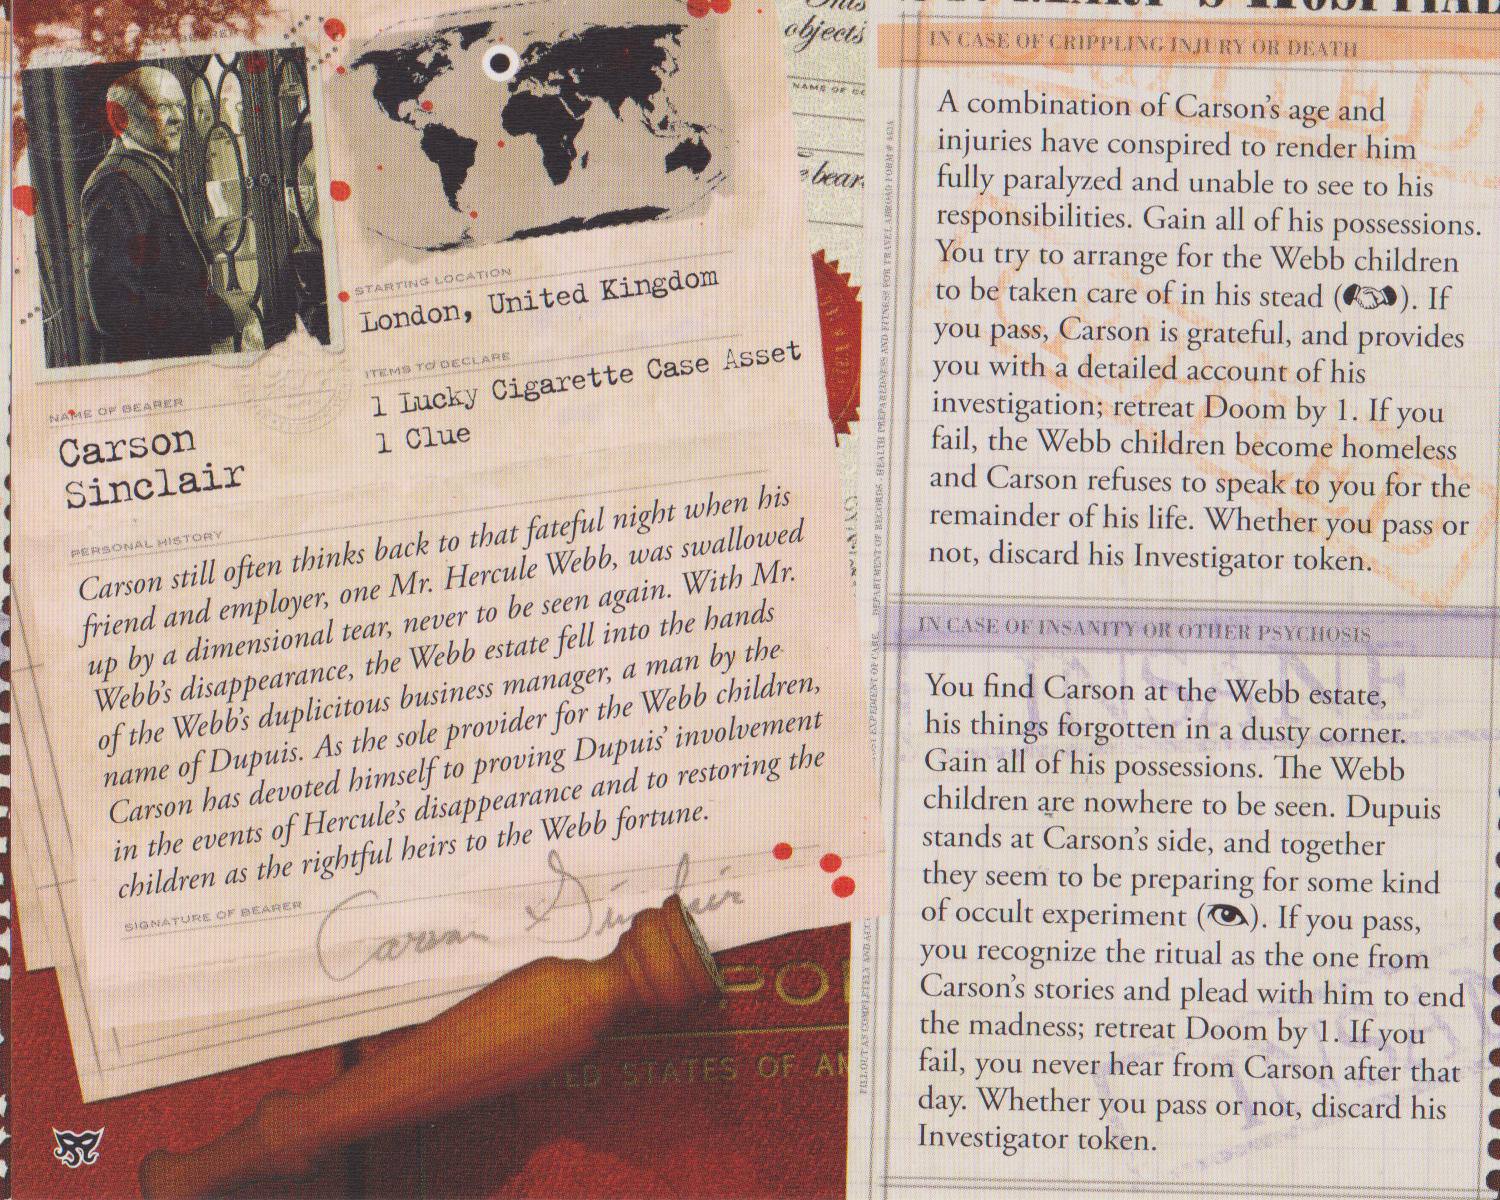 STARTING LOCATION
London, United Kingdom
ITEMS TO DECLARE
1 Lucky Cigarette Case Asset
1 Clue
NAME OF BEARER
Carson
Sinclair
PERSONAL HISTORY
Carson still often thinks back to that fateful night when his
friend and employer, one Mr. Hercule Webb, was swallowed
up by a dimensional tear, never to be seen again. With Mr.
Webb's disappearance, the Webb estate fell into the hands
of the Webb's duplicitous business manager, a man by the
name of Dupuis. As the sole provider for the Webb children,
Carson has devoted himself to proving Dupuis' involvement
in the events of Hercule's disappearance and to restoring the
children as the rightful heirs to the Webb fortune.
SIGNATURE OF BEARER
Carson Sinclair
objects
bear
STATES OF AM
IN CASE OF CRIPPLING INJURY OR DEATH
A combination of Carson's age and
injuries have conspired to render him
fully paralyzed and unable to see to his
responsibilities. Gain all of his possessions.
You try to arrange for the Webb children
to be taken care of in his stead (). If
you pass, Carson is grateful, and provides
you with a detailed account of his
investigation; retreat Doom by 1. If you
fail, the Webb children become homeless
and Carson refuses to speak to you for the
remainder of his life. Whether you pass or
not, discard his Investigator token.
IN CASE OF INSANITY OR OTHER PSYCHOSIS
You find Carson at the Webb estate,
his things forgotten in a dusty corner.
Gain all of his possessions. The Webb
children are nowhere to be seen. Dupuis
stands at Carson's side, and together
they seem to be preparing for some kind
of occult experiment (). If you pass,
you recognize the ritual as the one from
Carson's stories and plead with him to end
the madness; retreat Doom by 1. If you
fail, you never hear from Carson after that
day. Whether you pass or not, discard his
Investigator token.